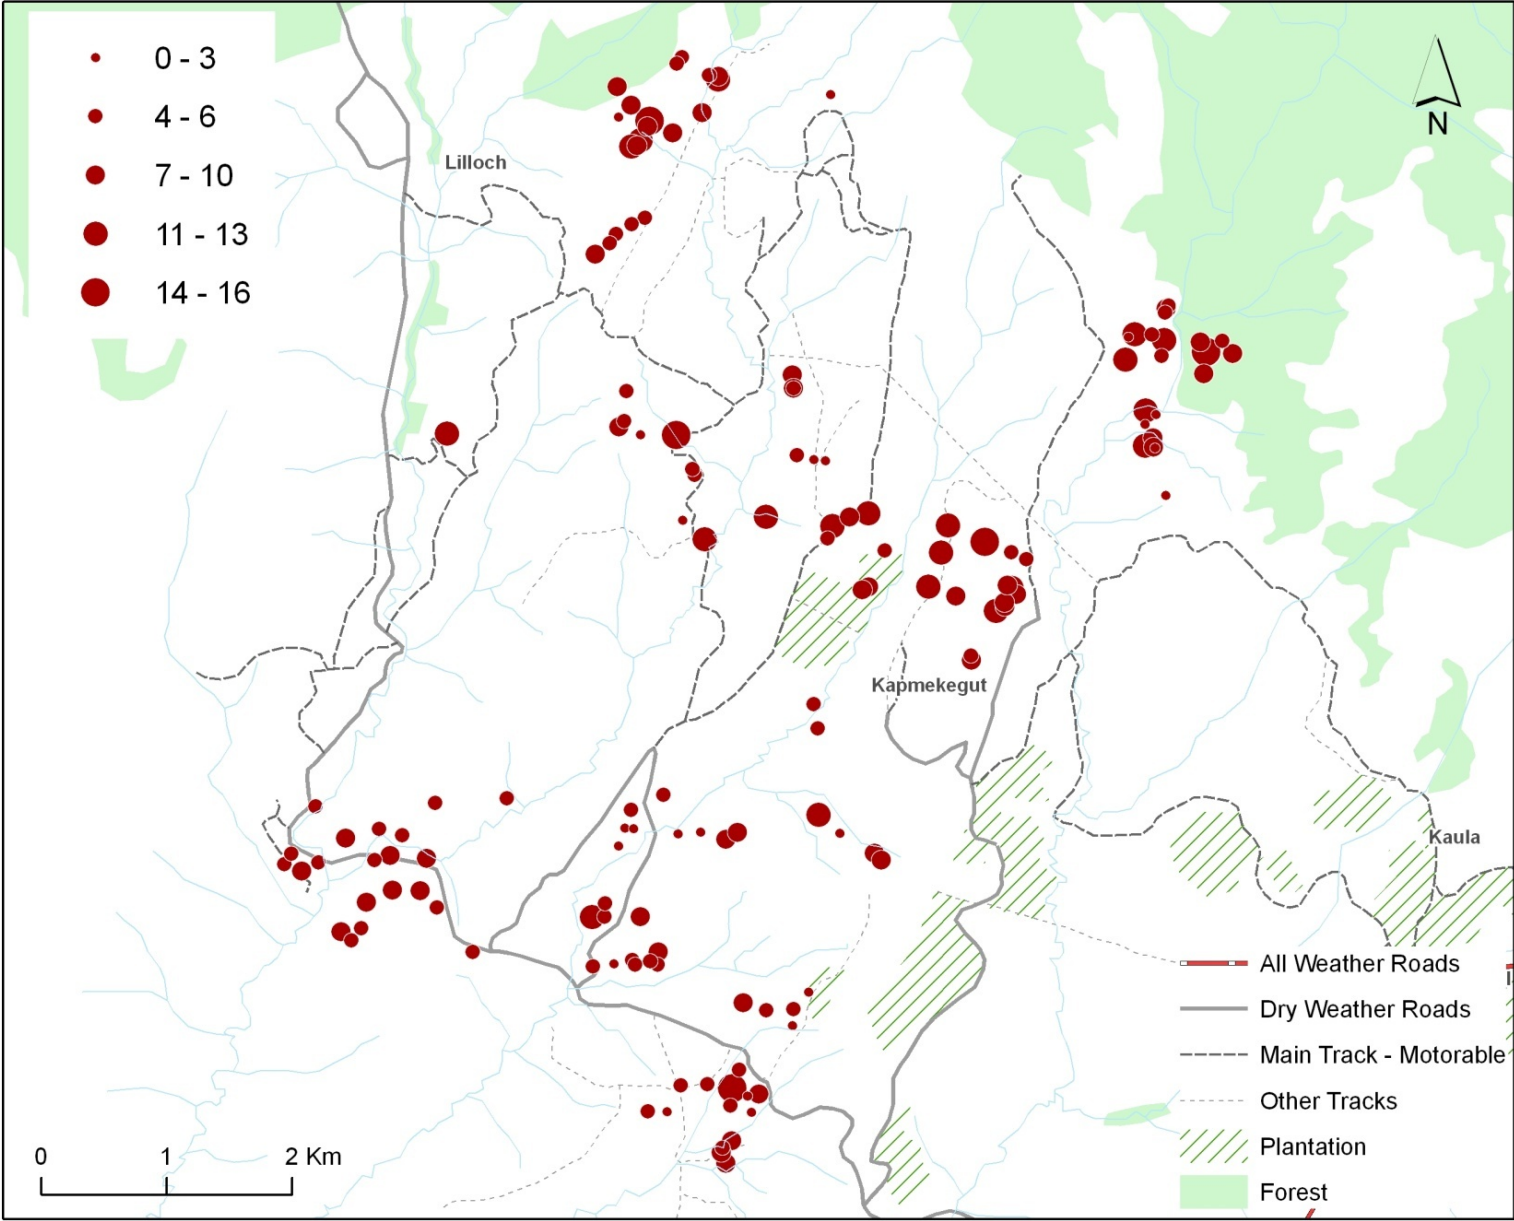 0 - 3
4 - 6
7 - 10
11 - 13
14 - 16
N
Lilloch
Kapmekegut
Kaula
All Weather Roads
Dry Weather Roads
Main Track - Motorable
Other Tracks
Plantation
Forest
0 1 2 Km